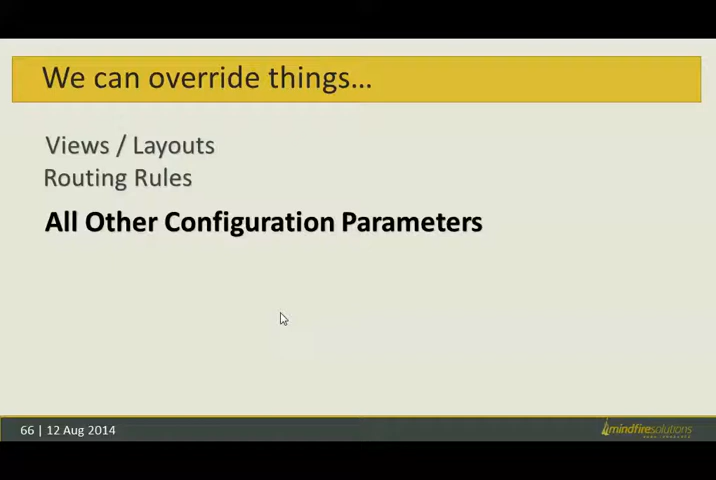 We can override things...
Views / Layouts
Routing Rules
All Other Configuration Parameters
66 | 12 Aug 2014
mindfiresolutions